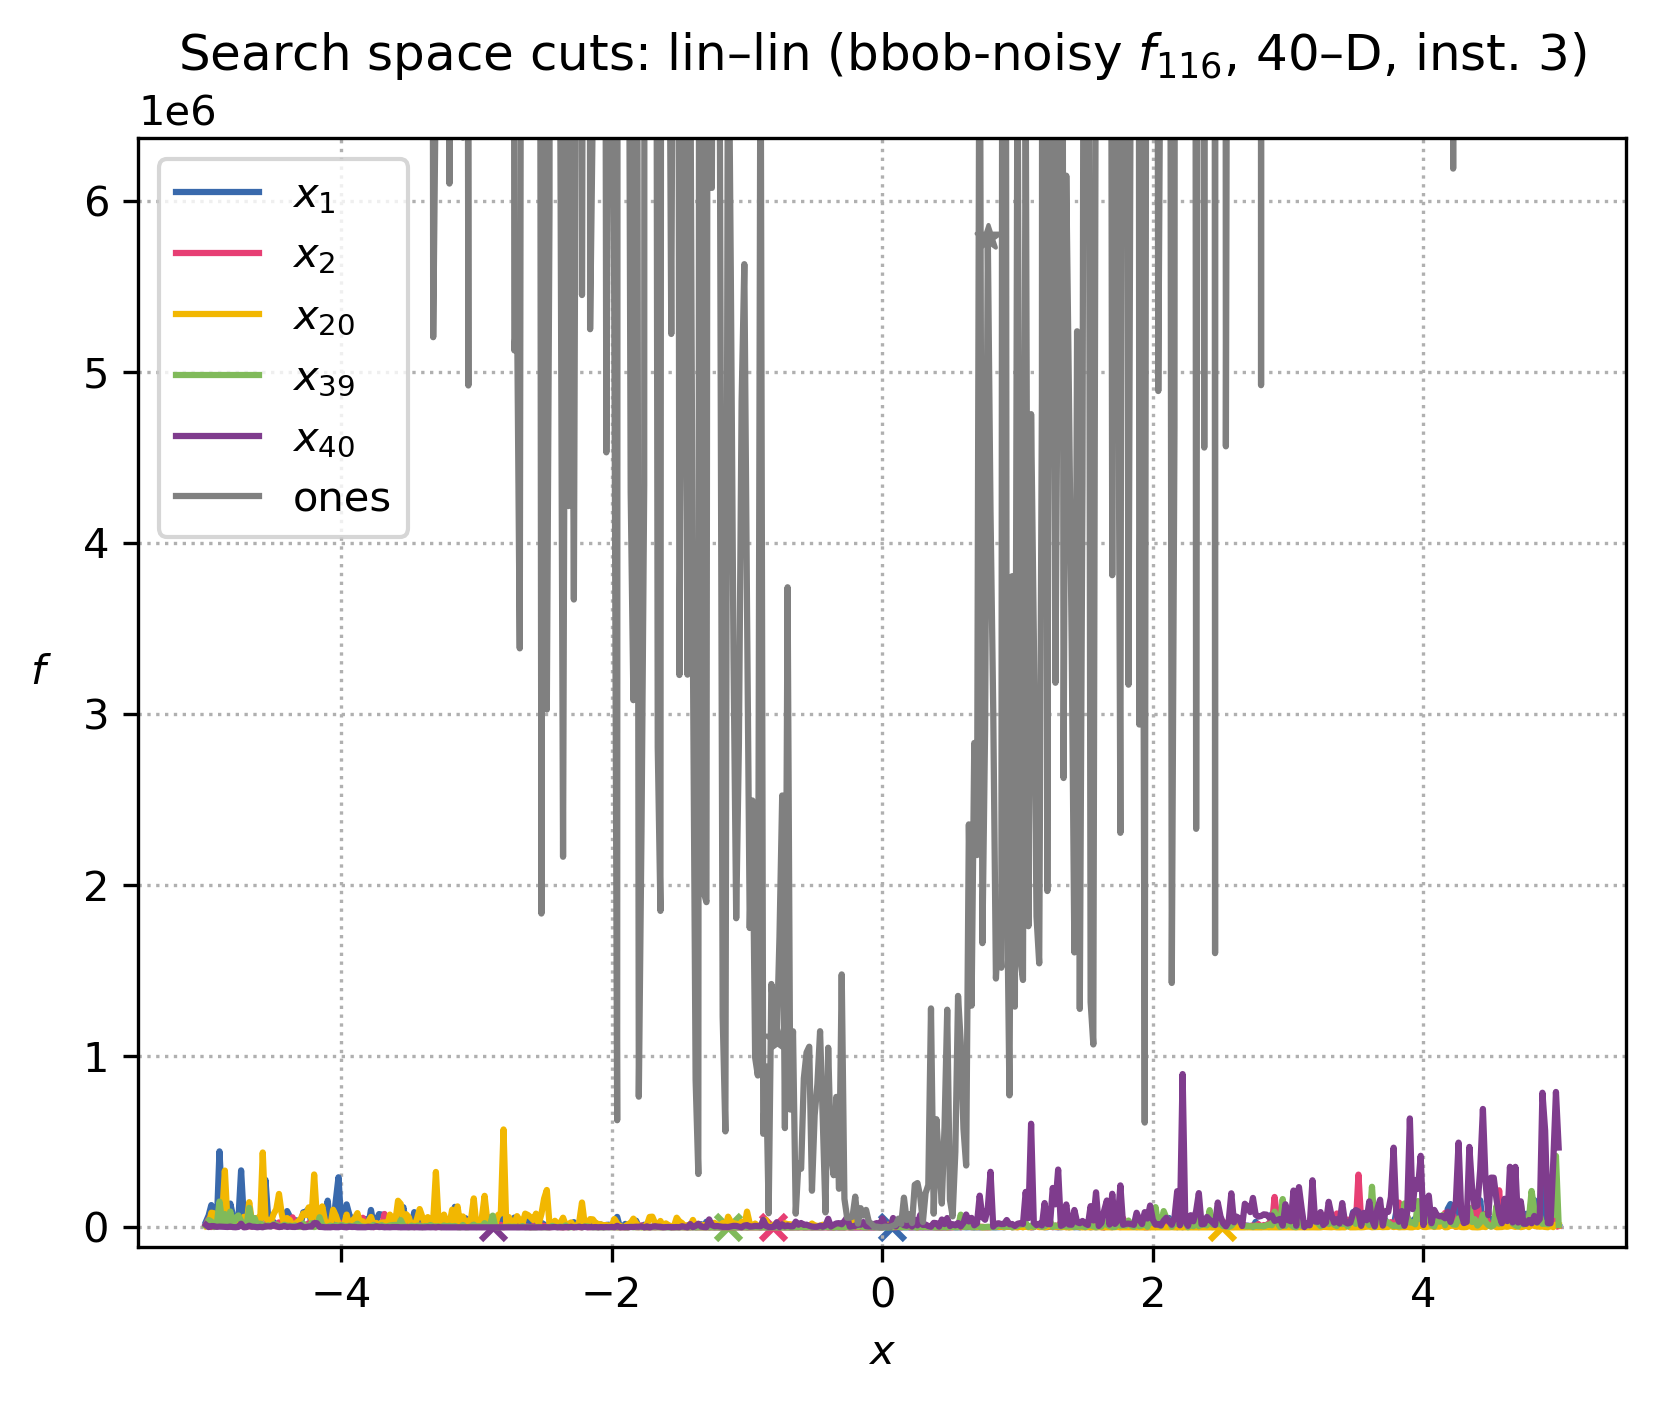 Search space cuts: lin–lin (bbob-noisy f₁₁₆, 40–D, inst. 3)
1e6
x₁
x₂
x₂₀
x₃₉
x₄₀
ones
6
5
4
3
2
1
0
f
−4
−2
0
2
4
x